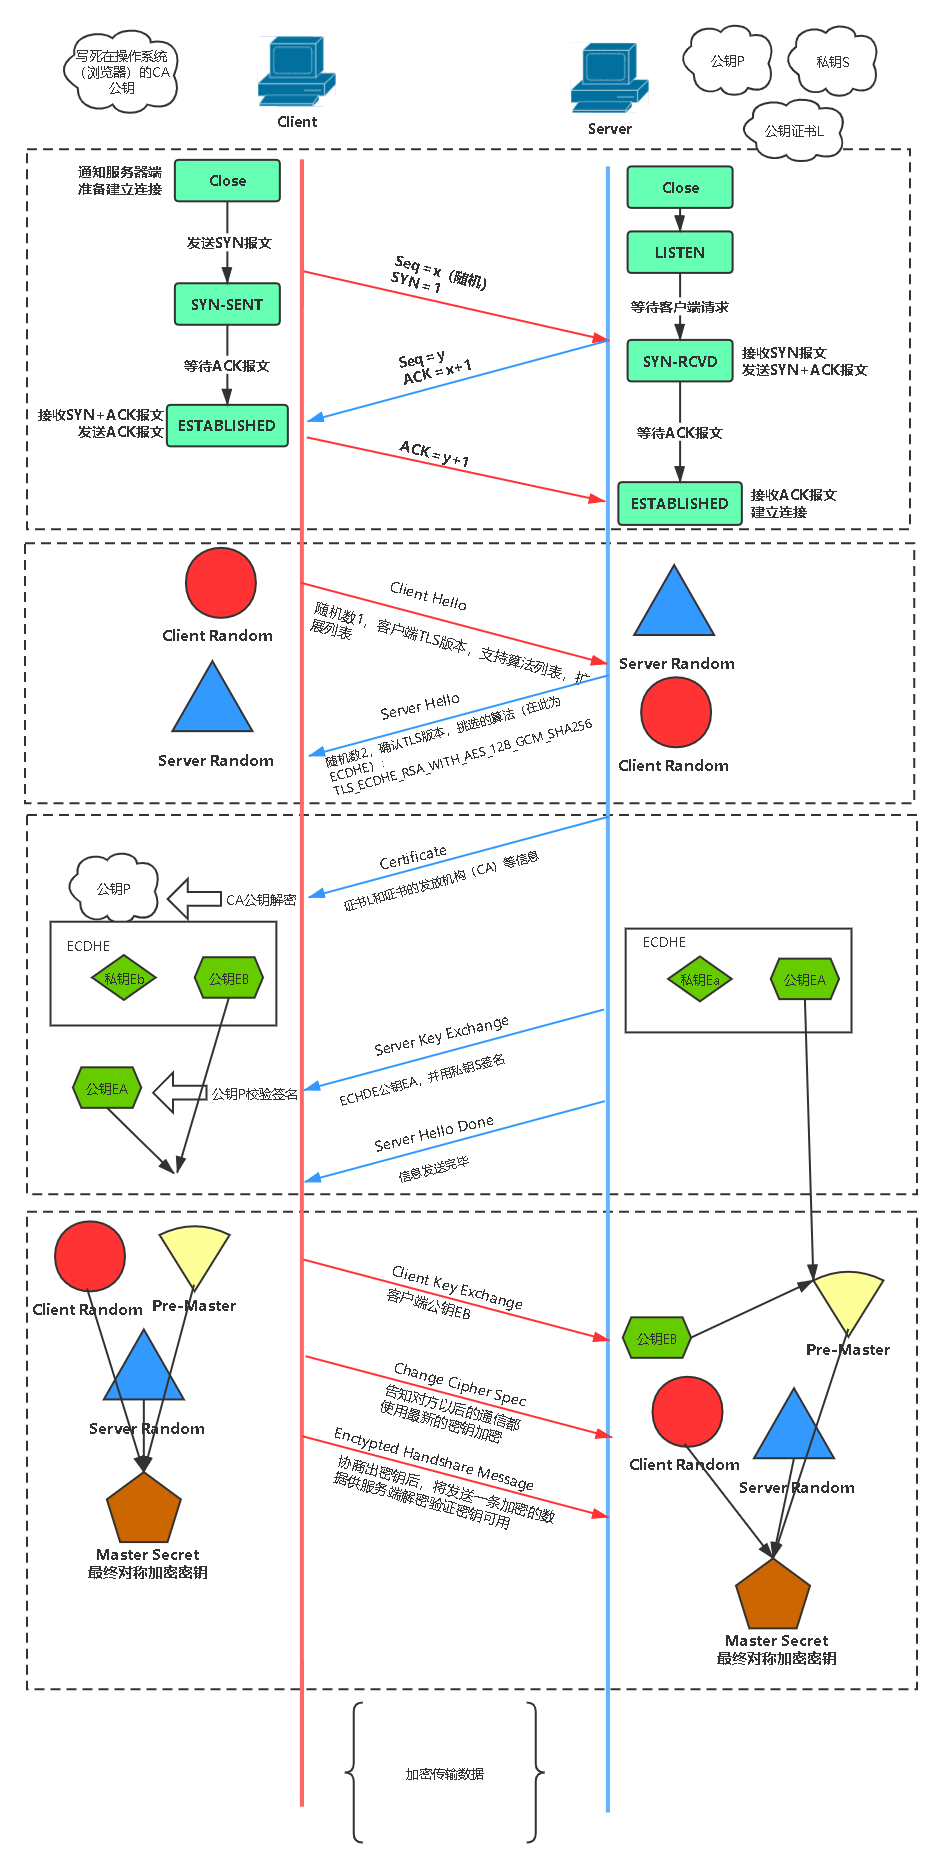 写死在操作系统
（浏览器）的CA
公钥
Client
Server
公钥P
私钥S
公钥证书L
通知服务器端
准备建立连接
Close
发送SYN报文
SYN-SENT
等待ACK报文
接收SYN+ACK报文
发送ACK报文
ESTABLISHED
Seq = x（随机）
SYN = 1
Seq = y
ACK = x+1
ACK = y+1
Close
LISTEN
等待客户端请求
SYN-RCVD
接收SYN报文
发送SYN+ACK报文
等待ACK报文
ESTABLISHED
接收ACK报文
建立连接
Client Random
Server Random
Client Hello
随机数1，客户端TLS版本，支持算法列表，扩
展列表
Server Hello
随机数2，确认TLS版本，挑选的算法（在此为
ECDHE）：
TLS_ECDHE_RSA_WITH_AES_128_GCM_SHA256
Server Random
Client Random
公钥P
CA公钥解密
Certificate
证书L和证书的发放机构（CA）等信息
ECDHE
私钥Eb
公钥EB
ECDHE
私钥Ea
公钥EA
Server Key Exchange
ECHDE公钥EA，并用私钥S签名
公钥EA
公钥P校验签名
Server Hello Done
信息发送完毕
Client Random
Pre-Master
Server Random
Master Secret
最终对称加密密钥
Client Key Exchange
客户端公钥EB
Change Cipher Spec
告知对方以后的通信都
使用最新的密钥加密
Enctypted Handshare Message
协商出密钥后，将发送一条加密的数
据供服务端解密验证密钥可用
公钥EB
Pre-Master
Client Random
Server Random
Master Secret
最终对称加密密钥
加密传输数据